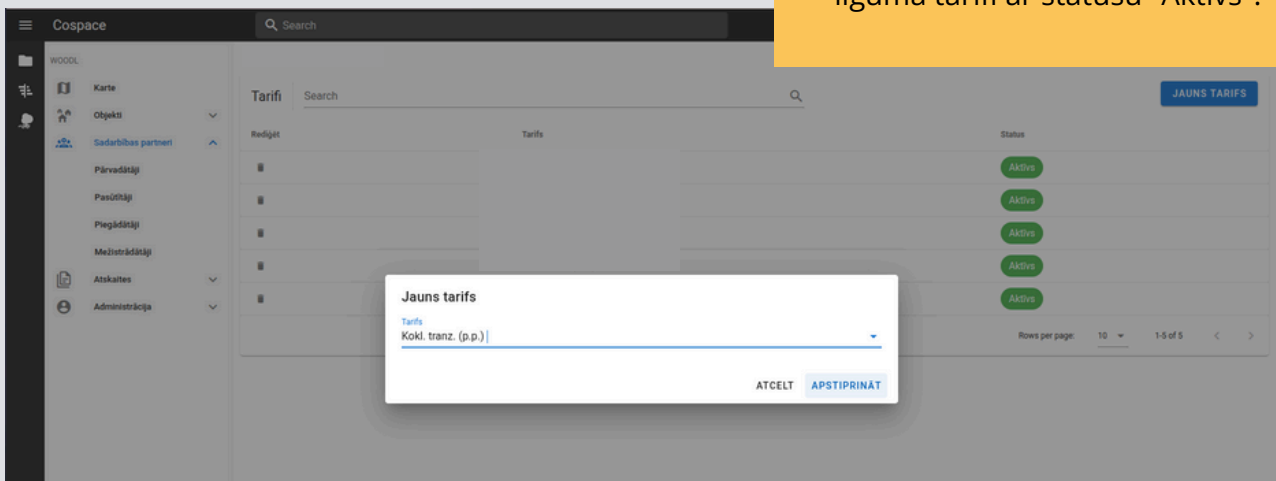 līguma tarifi ar statusu "Aktīvs".
Cospace
Search
WOODL
Karte
Objekti
Sadarbības partneri
Pārvadātāji
Pasūtītāji
Piegādātāji
Mežistrādātāji
Atskaites
Administrācija
Tarifi Search
JAUNS TARIFS
Rediģēt Tarifs Status
Aktīvs
Aktīvs
Aktīvs
Aktīvs
Aktīvs
Rows per page: 10 1-5 of 5
Jauns tarifs
Tarifs
Kokl. tranz. (p.p.)
ATCELT APSTIPRINĀT